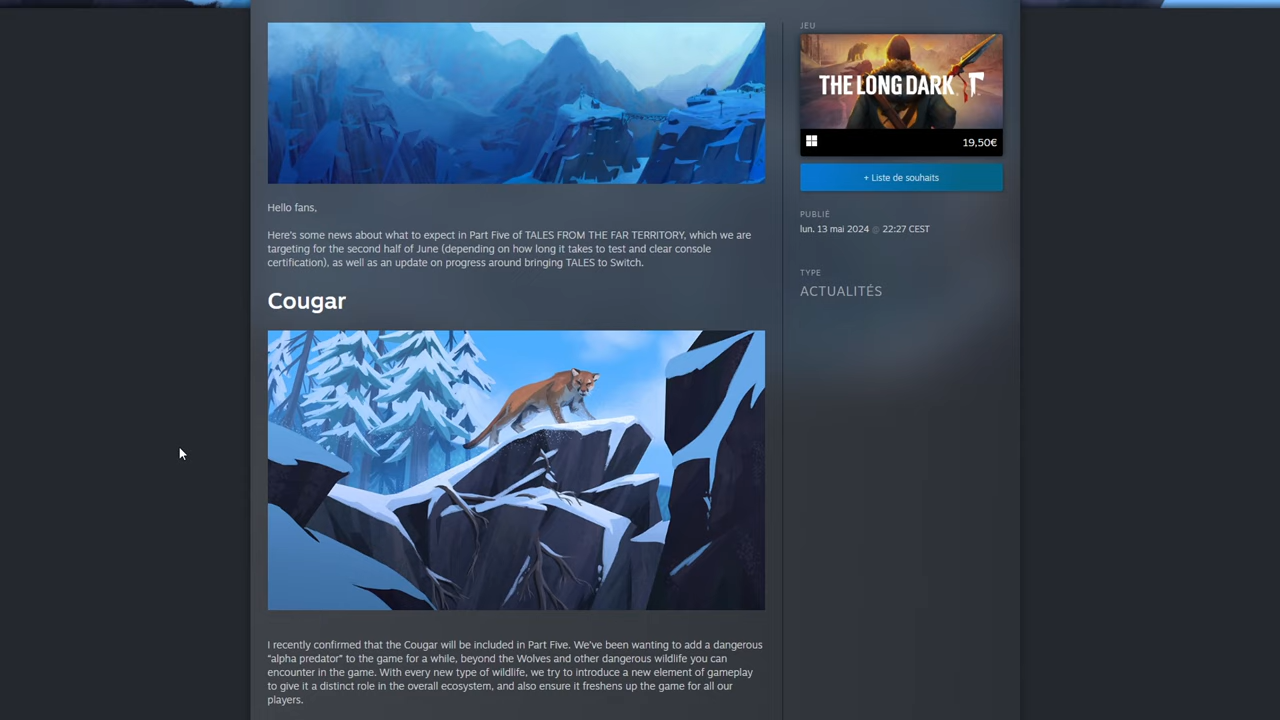 Hello fans,
Here's some news about what to expect in Part Five of TALES FROM THE FAR TERRITORY, which we are
targeting for the second half of June (depending on how long it takes to test and clear console
certification), as well as an update on progress around bringing TALES to Switch.
Cougar
I recently confirmed that the Cougar will be included in Part Five. We've been wanting to add a dangerous
“alpha predator” to the game for a while, beyond the Wolves and other dangerous wildlife you can
encounter in the game. With every new type of wildlife, we try to introduce a new element of gameplay
to give it a distinct role in the overall ecosystem, and also ensure it freshens up the game for all our
players.
JEU
THE LONG DARK
19,50€
+ Liste de souhaits
PUBLIÉ
lun. 13 mai 2024 @ 22:27 CEST
TYPE
ACTUALITÉS